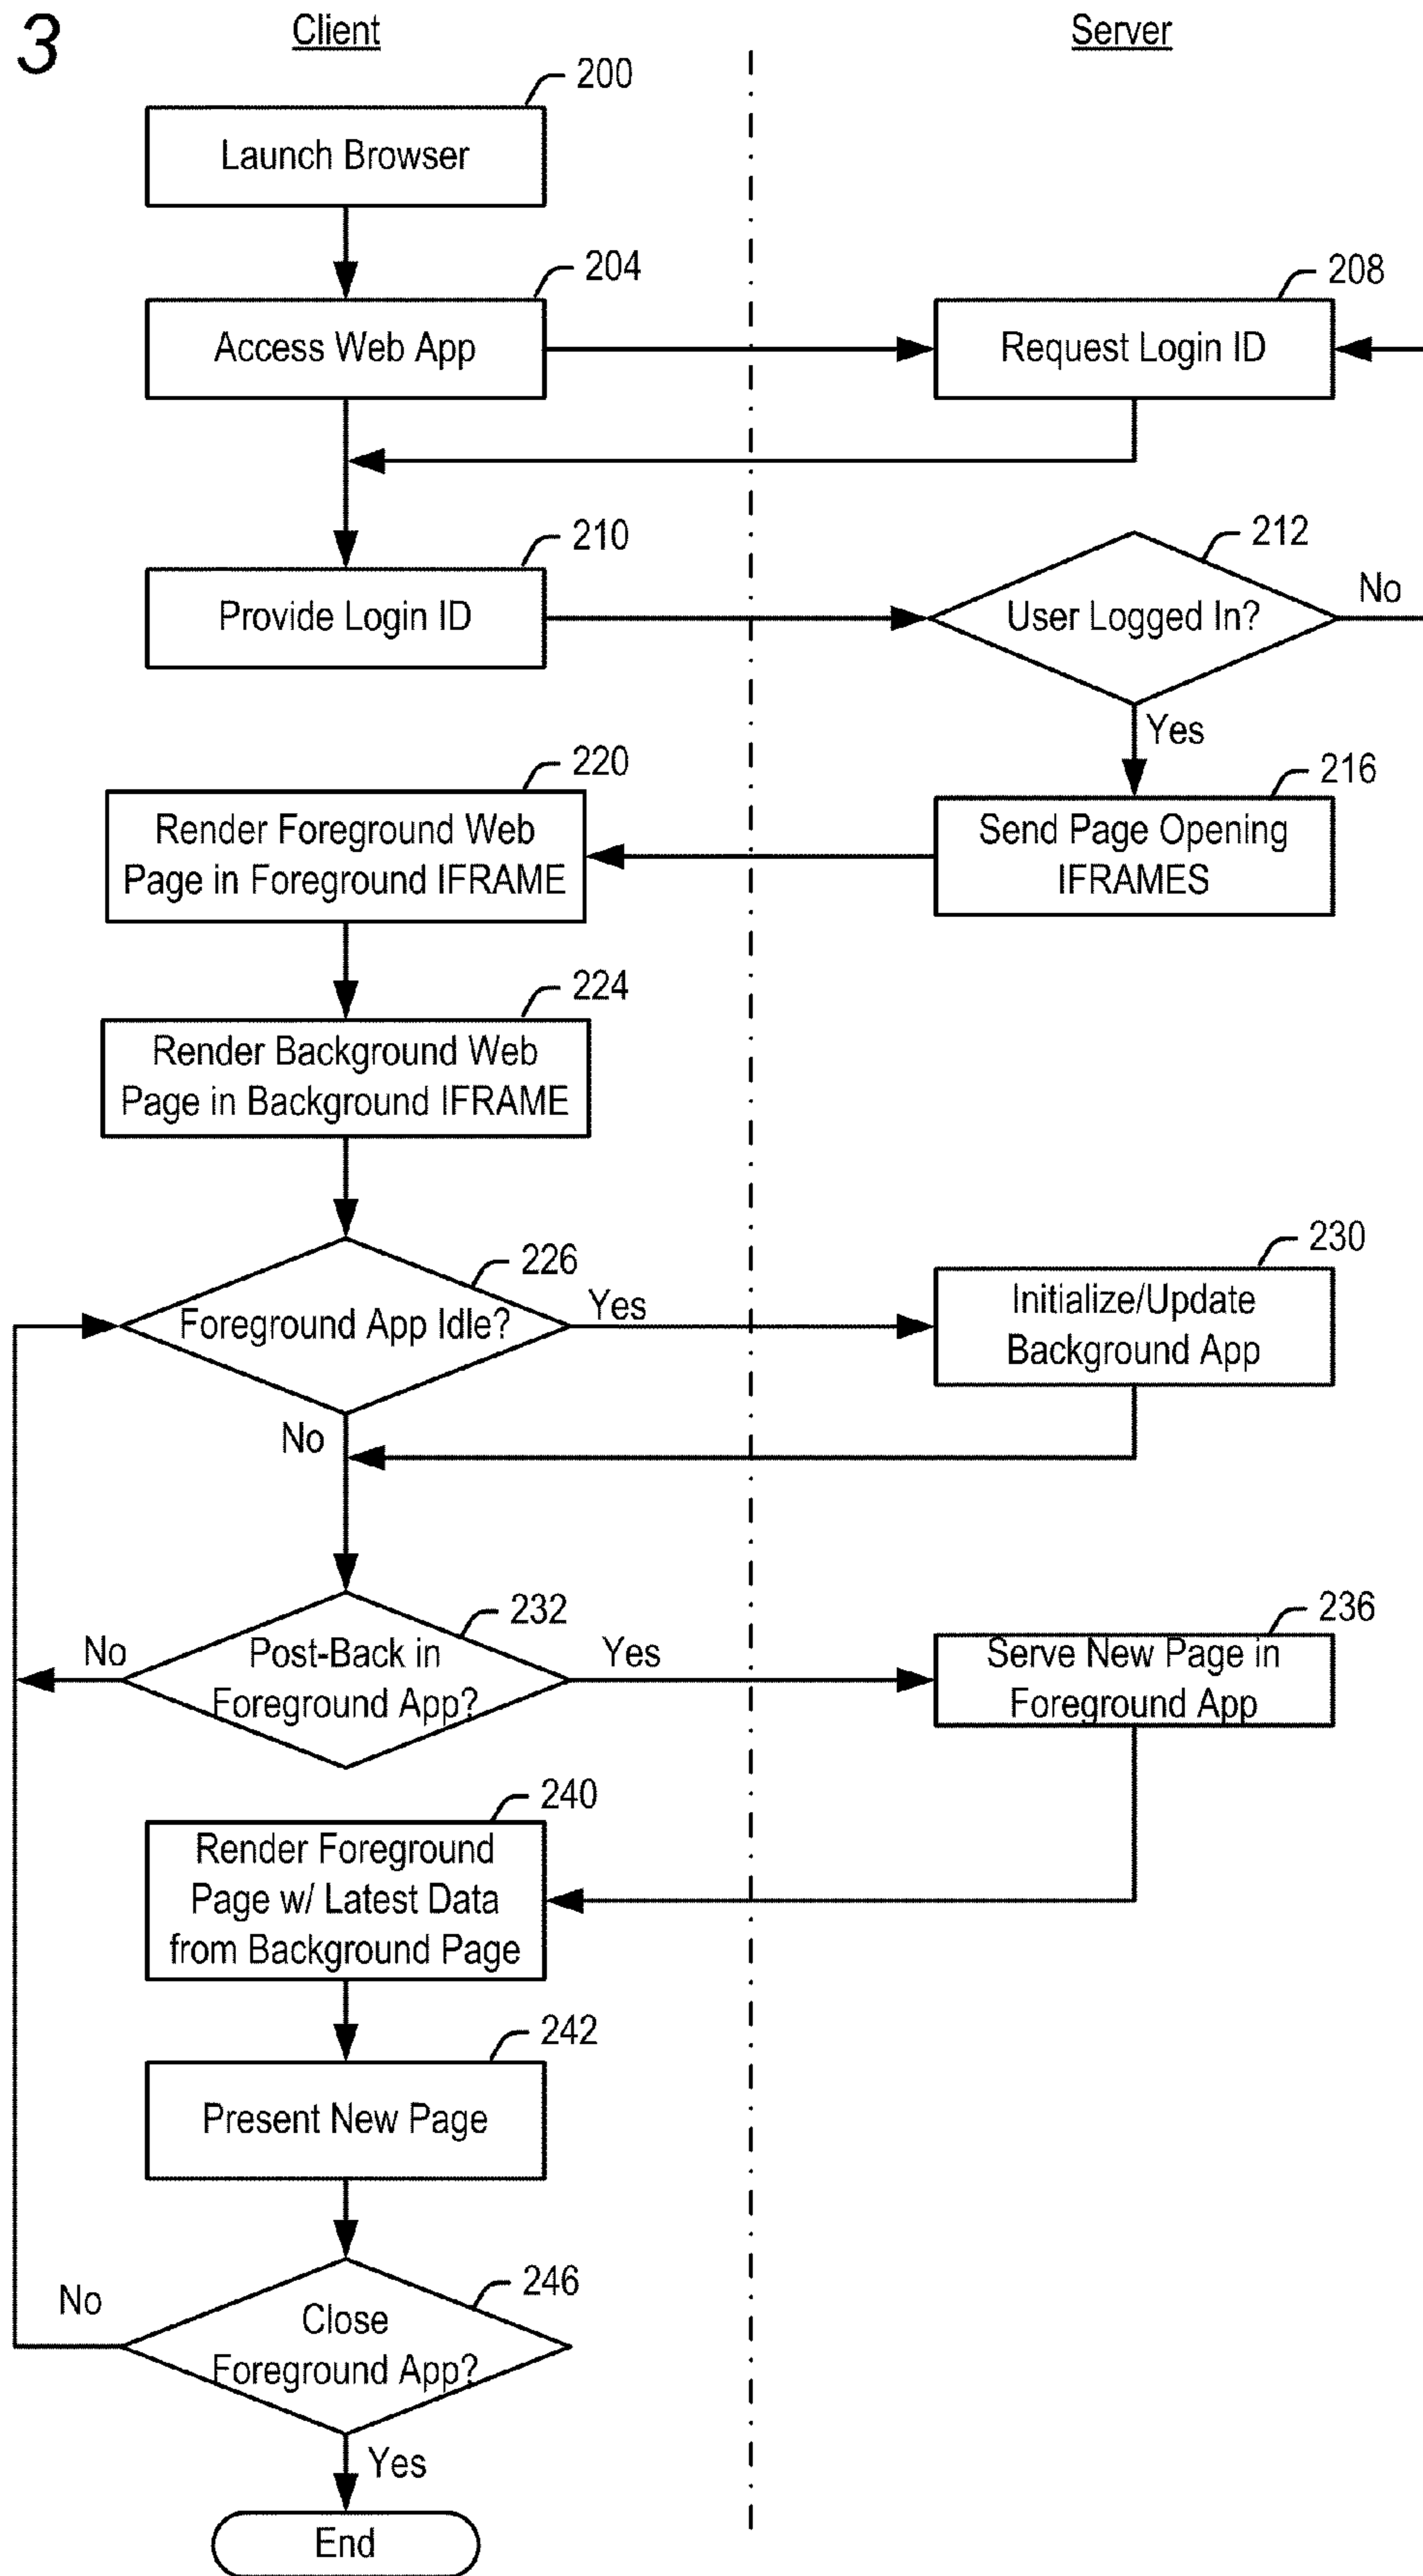 3
Client
Server
200
Launch Browser
204
Access Web App
208
Request Login ID
210
Provide Login ID
212
User Logged In?
No
Yes
220
Render Foreground Web
Page in Foreground IFRAME
216
Send Page Opening
IFRAMES
224
Render Background Web
Page in Background IFRAME
226
Foreground App Idle?
Yes
No
230
Initialize/Update
Background App
232
Post-Back in
Foreground App?
No
Yes
236
Serve New Page in
Foreground App
240
Render Foreground
Page w/ Latest Data
from Background Page
242
Present New Page
246
Close
Foreground App?
No
Yes
End